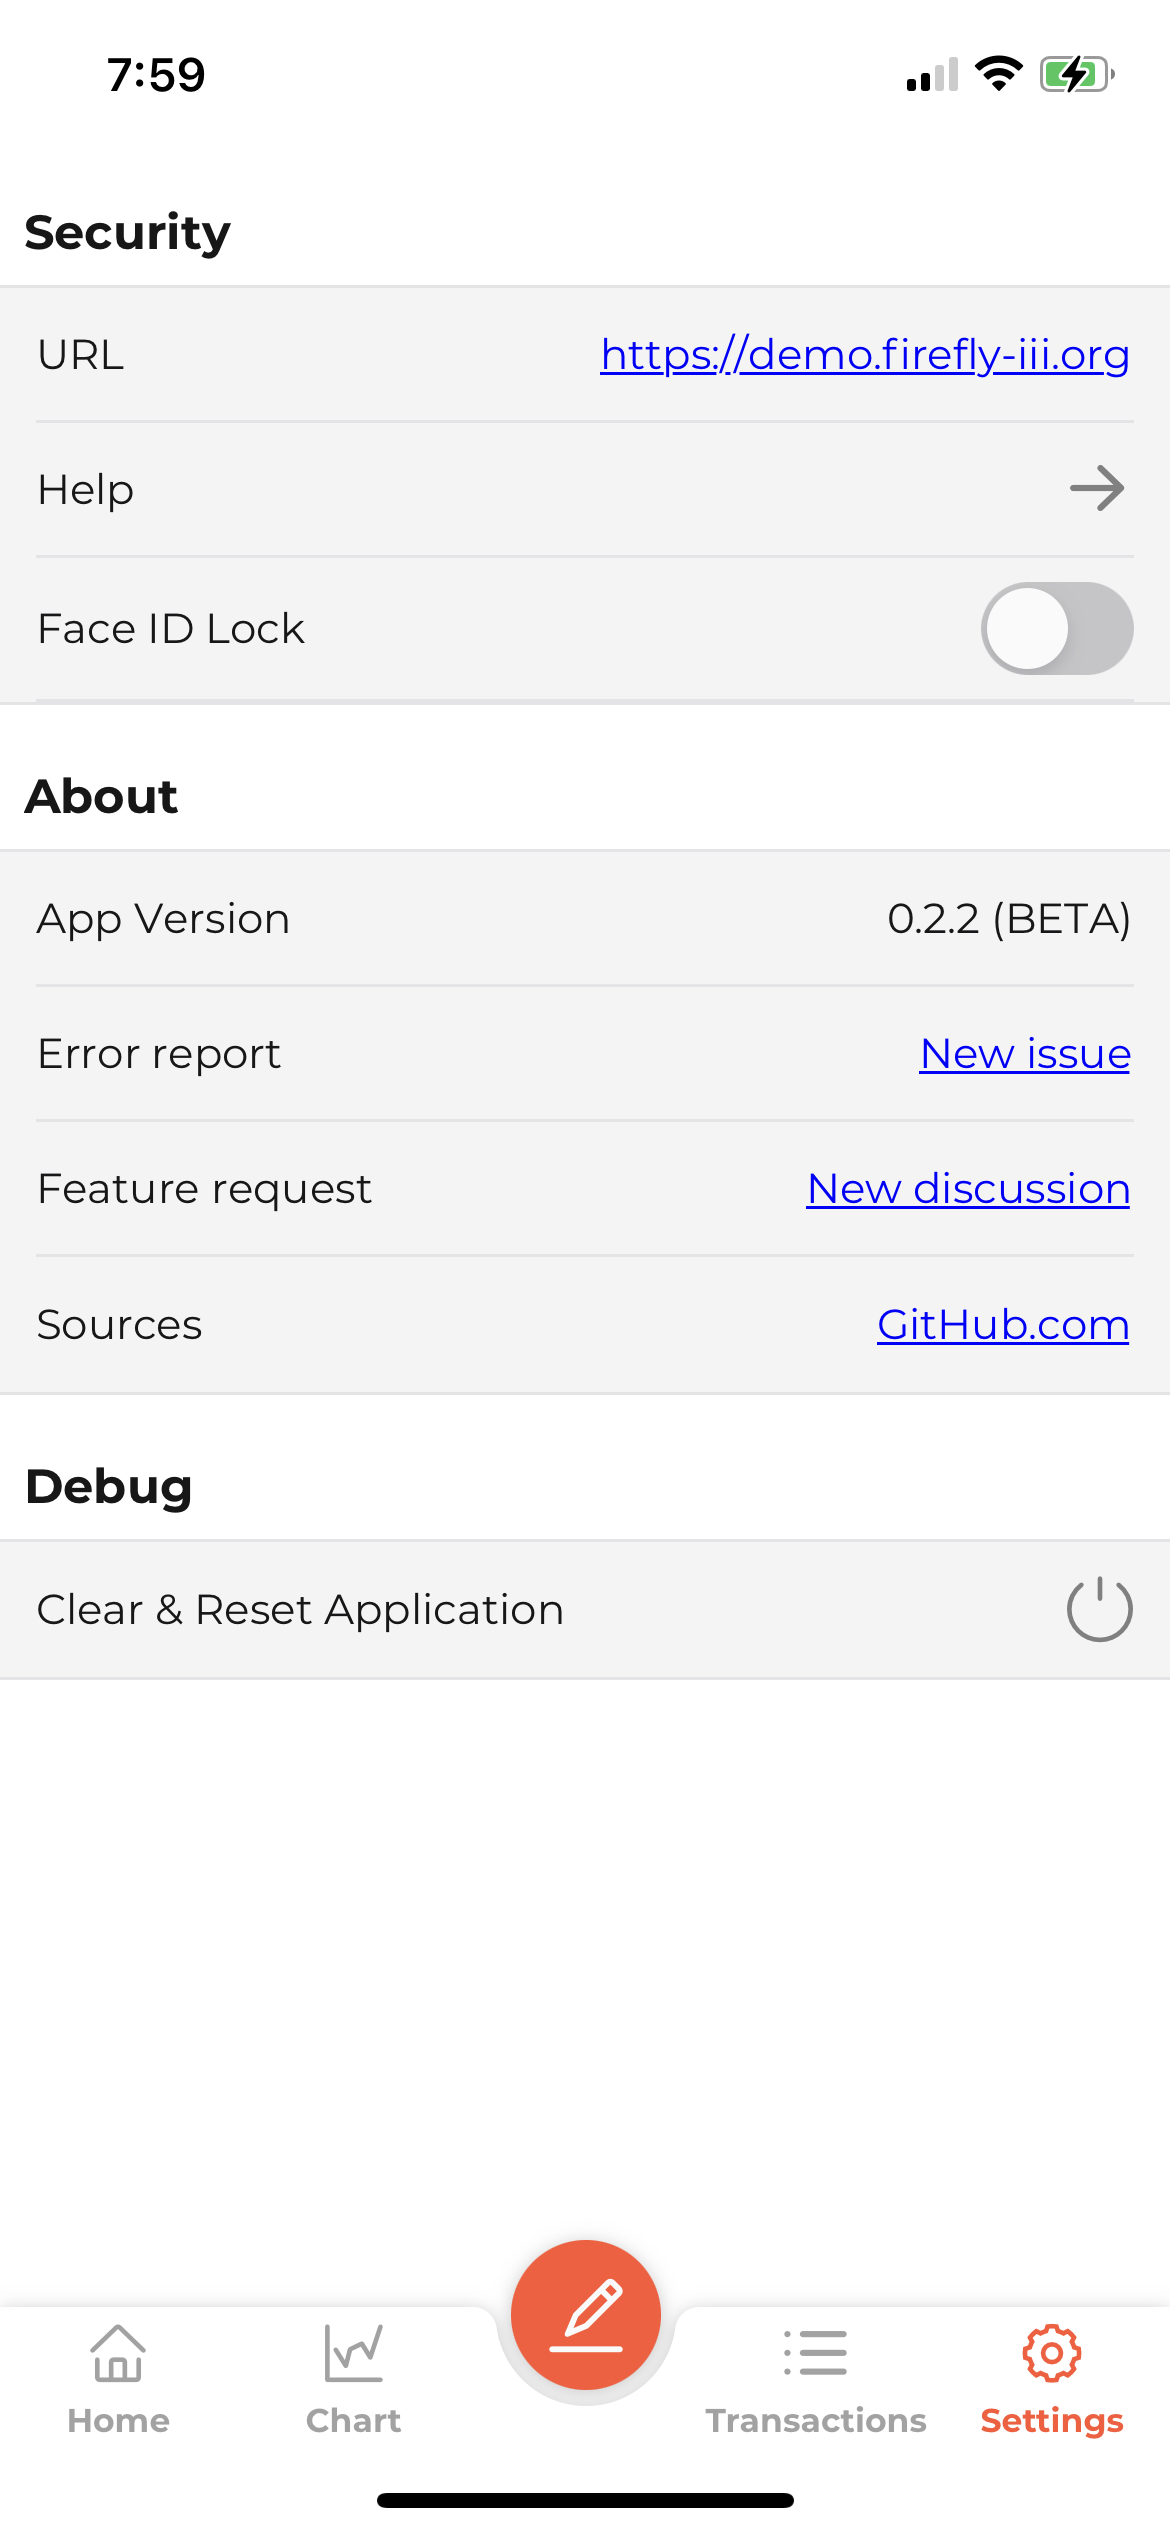 7:59
Security
URL https://demo.firefly-iii.org
Help
Face ID Lock
About
App Version 0.2.2 (BETA)
Error report New issue
Feature request New discussion
Sources GitHub.com
Debug
Clear & Reset Application
Home Chart Transactions Settings